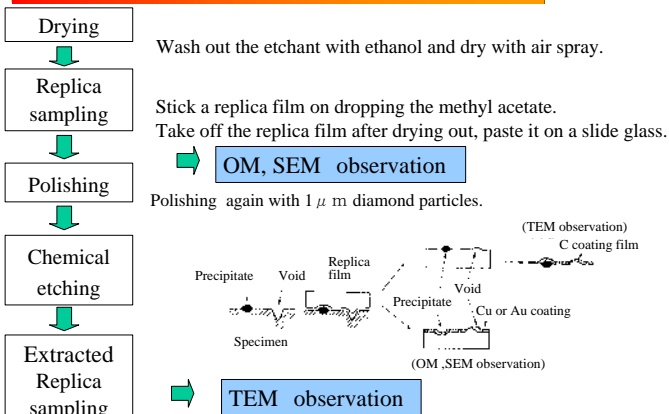 Drying
Wash out the etchant with ethanol and dry with air spray.
Replica
sampling
Stick a replica film on dropping the methyl acetate.
Take off the replica film after drying out, paste it on a slide glass.
OM, SEM observation
Polishing
Polishing again with 1μm diamond particles.
Chemical
etching
Precipitate
Void
Replica
film
Specimen
(TEM observation)
C coating film
Precipitate
Void
Cu or Au coating
(OM ,SEM observation)
Extracted
Replica
sampling
TEM observation